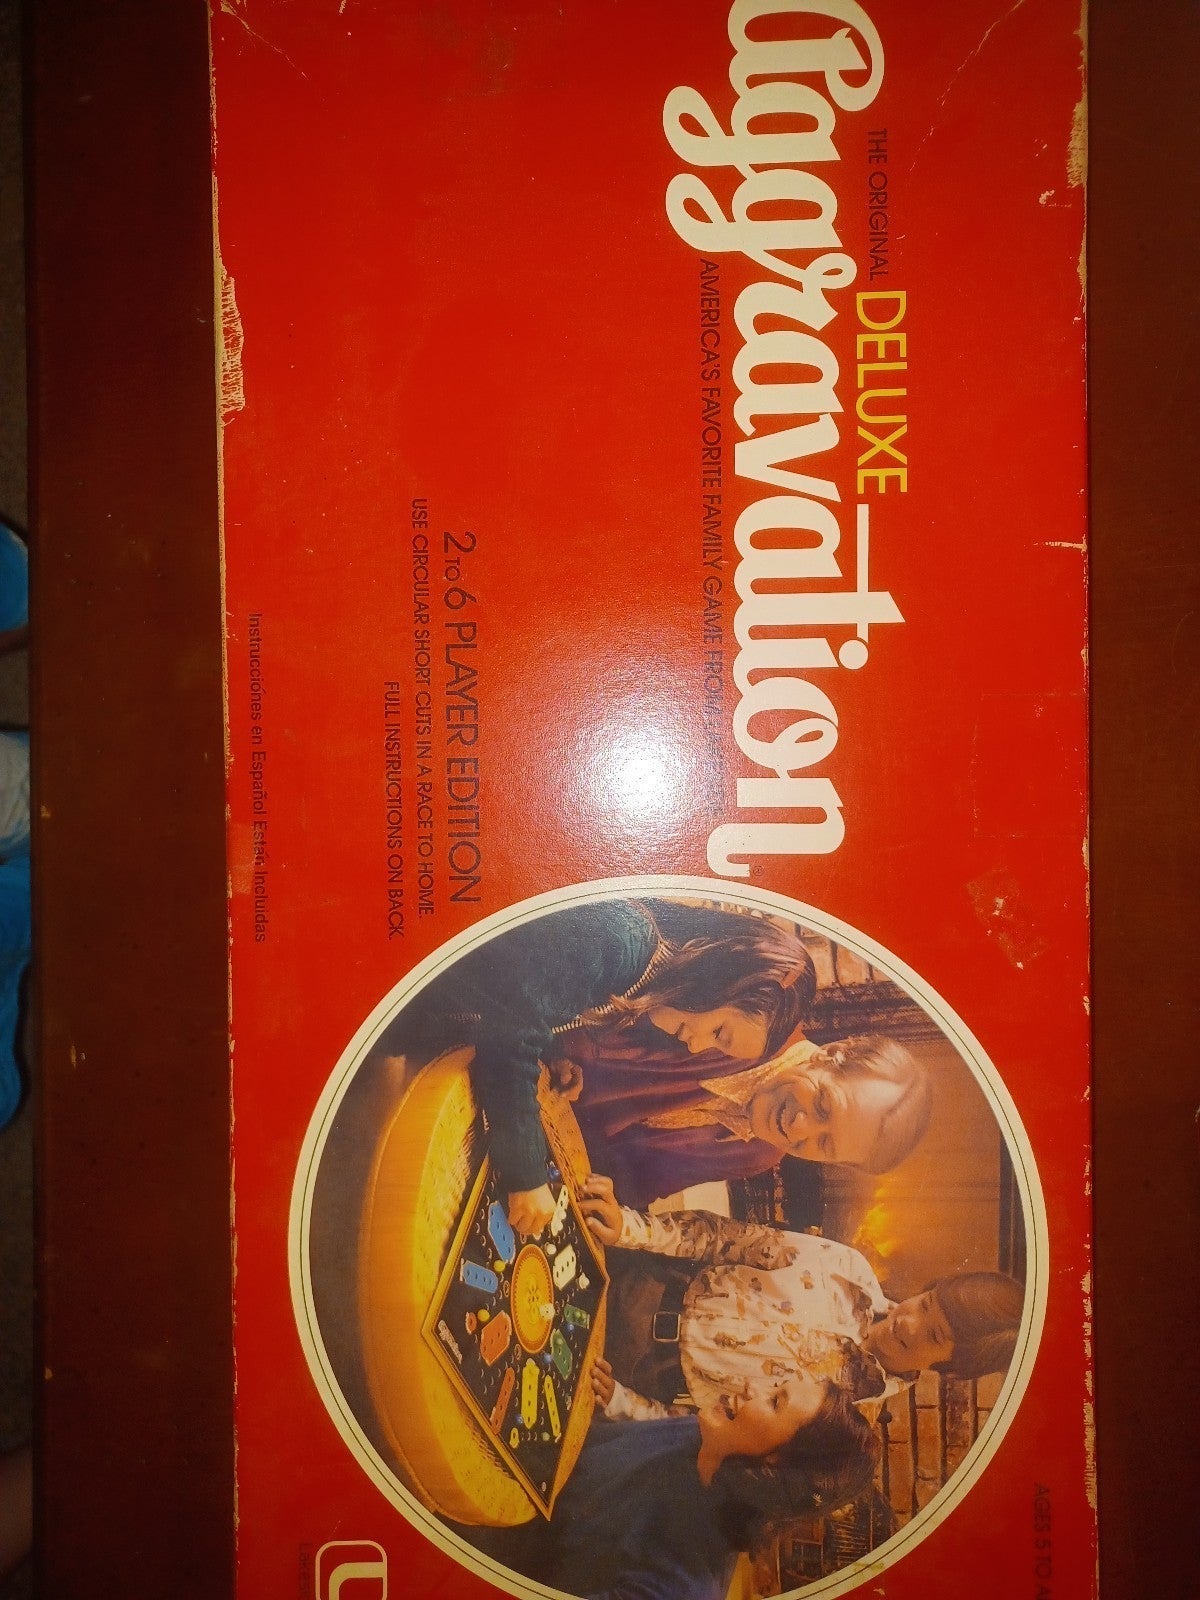 THE ORIGINAL DELUXE
Aggravation®
AMERICA'S FAVORITE FAMILY GAME FROM
2 TO 6 PLAYER EDITION
USE CIRCULAR SHORT CUTS IN A RACE TO HOME.
FULL INSTRUCTIONS ON BACK.
Instrucciónes en Español Están Incluidas
AGES 5 TO